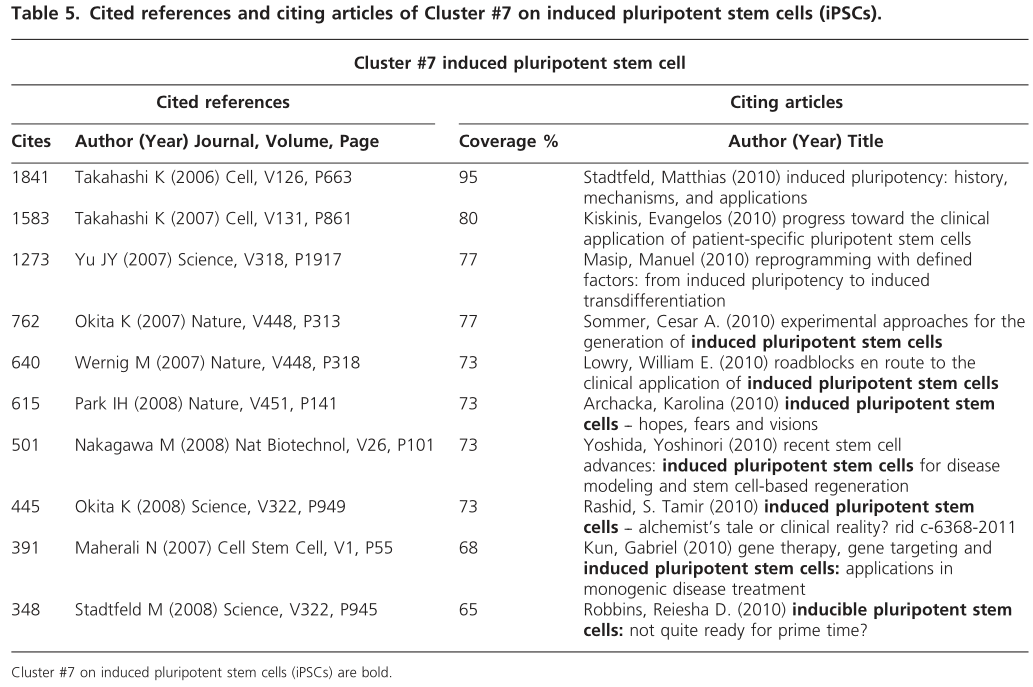 Table 5. Cited references and citing articles of Cluster #7 on induced pluripotent stem cells (iPSCs).
Cluster #7 induced pluripotent stem cell
Cited references Citing articles
Cites Author (Year) Journal, Volume, Page Coverage % Author (Year) Title
1841 Takahashi K (2006) Cell, V126, P663 95 Stadtfeld, Matthias (2010) induced pluripotency: history,
mechanisms, and applications
1583 Takahashi K (2007) Cell, V131, P861 80 Kiskinis, Evangelos (2010) progress toward the clinical
application of patient-specific pluripotent stem cells
1273 Yu JY (2007) Science, V318, P1917 77 Masip, Manuel (2010) reprogramming with defined
factors: from induced pluripotency to induced
transdifferentiation
762 Okita K (2007) Nature, V448, P313 77 Sommer, Cesar A. (2010) experimental approaches for the
generation of induced pluripotent stem cells
640 Wernig M (2007) Nature, V448, P318 73 Lowry, William E. (2010) roadblocks en route to the
clinical application of induced pluripotent stem cells
615 Park IH (2008) Nature, V451, P141 73 Archacka, Karolina (2010) induced pluripotent stem
cells – hopes, fears and visions
501 Nakagawa M (2008) Nat Biotechnol, V26, P101 73 Yoshida, Yoshinori (2010) recent stem cell
advances: induced pluripotent stem cells for disease
modeling and stem cell-based regeneration
445 Okita K (2008) Science, V322, P949 73 Rashid, S. Tamir (2010) induced pluripotent stem
cells – alchemist's tale or clinical reality? rid c-6368-2011
391 Maherali N (2007) Cell Stem Cell, V1, P55 68 Kun, Gabriel (2010) gene therapy, gene targeting and
induced pluripotent stem cells: applications in
monogenic disease treatment
348 Stadtfeld M (2008) Science, V322, P945 65 Robbins, Reiesha D. (2010) inducible pluripotent stem
cells: not quite ready for prime time?
Cluster #7 on induced pluripotent stem cells (iPSCs) are bold.